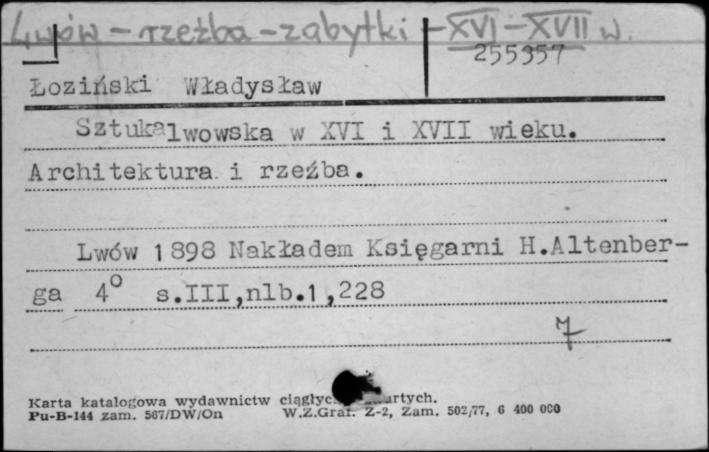 Lwów – rzeźba – zabytki – XVI – XVII w.
255357
Łoziński Władysław
Sztuka lwowska w XVI i XVII wieku.
Architektura i rzeźba.
Lwów 1898 Nakładem Księgarni H.Altenber-
ga 4° s.III,nlb.1,228
7
Karta katalogowa wydawnictw
Pu-B-144 zam. 567/DW/On W.Z.Graf. Z-2, Zam. 502/77, 6 400 000